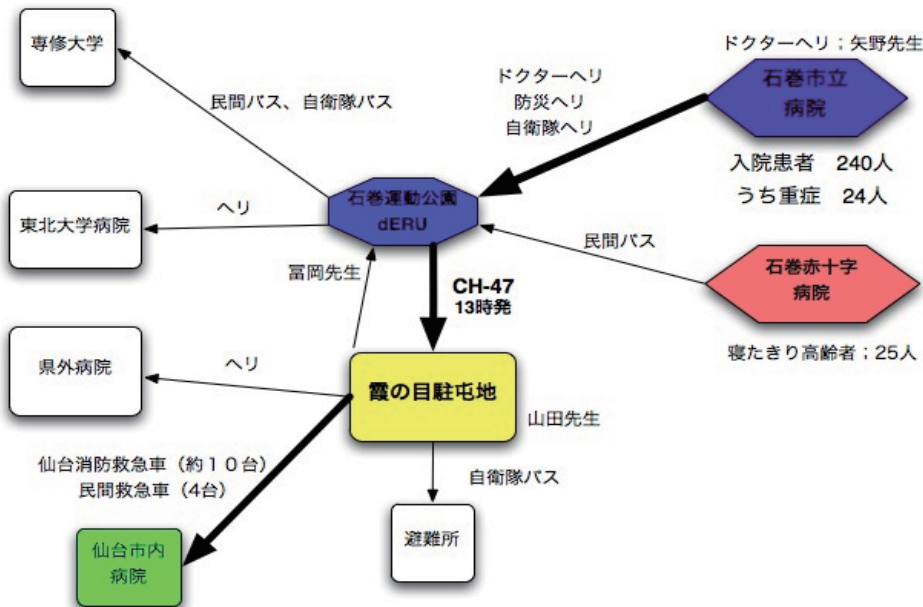 専修大学
ドクターヘリ；矢野先生
石巻市立
病院
ドクターヘリ
防災ヘリ
自衛隊ヘリ
民間バス、自衛隊バス
入院患者　240人
うち重症　24人
石巻運動公園
dERU
東北大学病院
ヘリ
民間バス
石巻赤十字
病院
冨岡先生
CH-47
13時発
寝たきり高齢者；25人
県外病院
ヘリ
霞の目駐屯地
山田先生
仙台消防救急車（約１０台）
民間救急車（4台）
自衛隊バス
避難所
仙台市内
病院